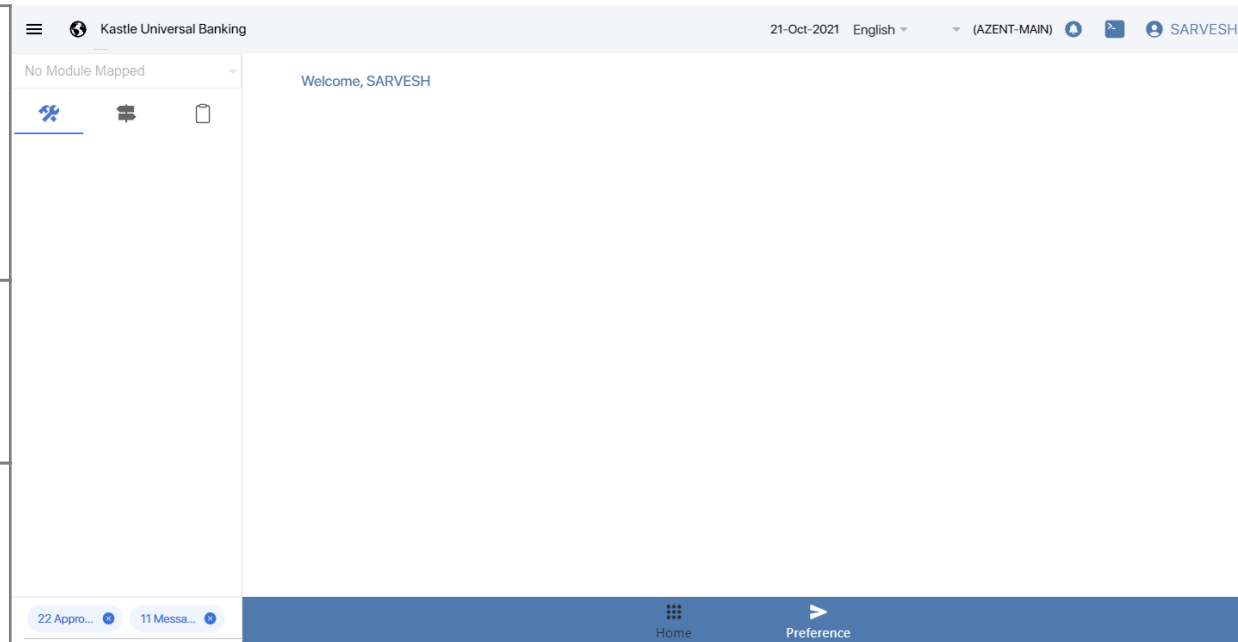 Kastle Universal Banking
21-Oct-2021 English (AZENT-MAIN) SARVESH
No Module Mapped
Welcome, SARVESH
22 Appro... 11 Messa...
Home Preference